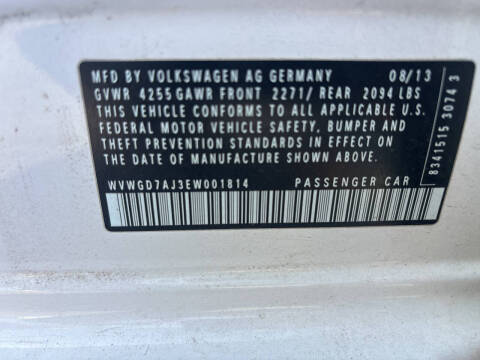 MFD BY VOLKSWAGEN AG GERMANY 08/13
GVWR 4255 GAWR FRONT 2271/ REAR 2094 LBS
THIS VEHICLE CONFORMS TO ALL APPLICABLE U.S.
FEDERAL MOTOR VEHICLE SAFETY, BUMPER AND
THEFT PREVENTION STANDARDS IN EFFECT ON
THE DATE OF MANUFACTURE SHOWN ABOVE.
WVWGD7AJ3EW001814 PASSENGER CAR
8341515 3074 3